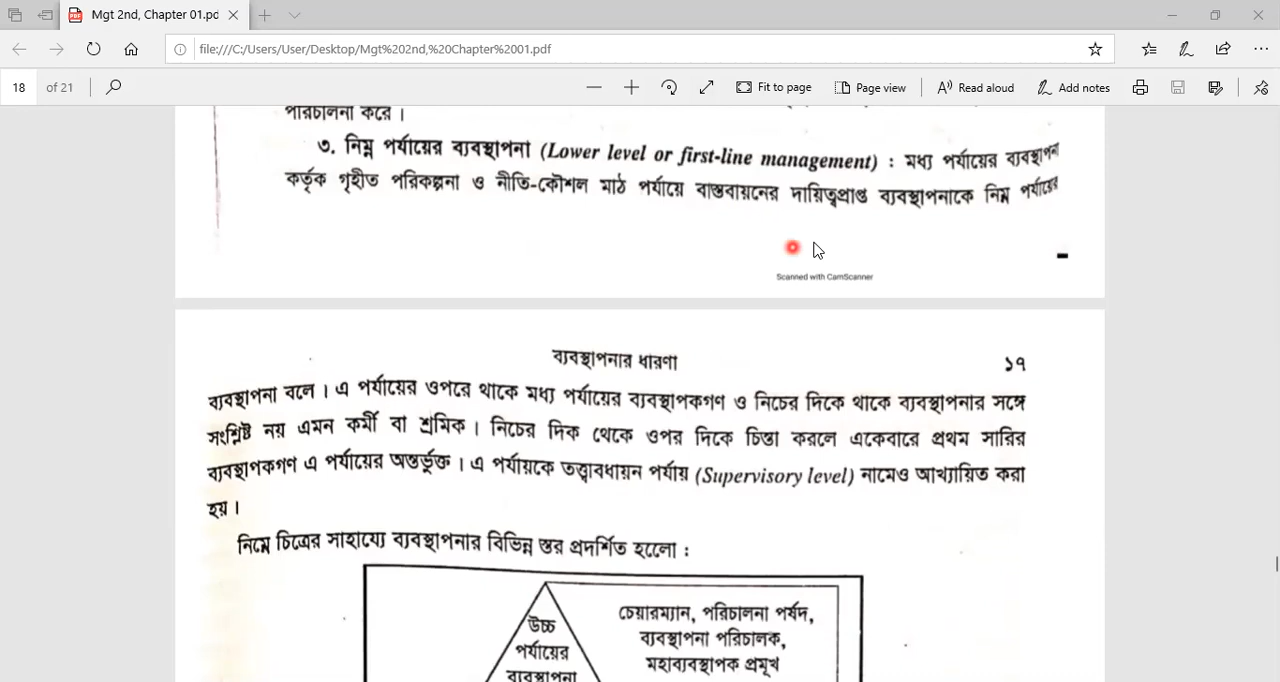 Mgt 2nd, Chapter 01.pd
file:///C:/Users/User/Desktop/Mgt%202nd,%20Chapter%2001.pdf
18 of 21 Fit to page Page view Read aloud Add notes
পরিচালনা করে।
৩. নিম্ন পর্যায়ের ব্যবস্থাপনা (Lower level or first-line management) : মধ্য পর্যায়ের ব্যবস্থাপনা
কর্তৃক গৃহীত পরিকল্পনা ও নীতি-কৌশল মাঠ পর্যায়ে বাস্তবায়নের দায়িত্বপ্রাপ্ত ব্যবস্থাপনাকে নিম্ন পর্যায়ের
Scanned with CamScanner
ব্যবস্থাপনার ধারণা ১৭
ব্যবস্থাপনা বলে। এ পর্যায়ের ওপরে থাকে মধ্য পর্যায়ের ব্যবস্থাপকগণ ও নিচের দিকে থাকে ব্যবস্থাপনার সঙ্গে
সংশ্লিষ্ট নয় এমন কর্মী বা শ্রমিক। নিচের দিক থেকে ওপর দিকে চিন্তা করলে একেবারে প্রথম সারির
ব্যবস্থাপকগণ এ পর্যায়ের অন্তর্ভুক্ত। এ পর্যায়কে তত্ত্বাবধায়ন পর্যায় (Supervisory level) নামেও আখ্যায়িত করা
হয়।
নিম্নে চিত্রের সাহায্যে ব্যবস্থাপনার বিভিন্ন স্তর প্রদর্শিত হলো :
উচ্চ
পর্যায়ের
ব্যবস্থাপনা
চেয়ারম্যান, পরিচালনা পর্ষদ,
ব্যবস্থাপনা পরিচালক,
মহাব্যবস্থাপক প্রমূখ